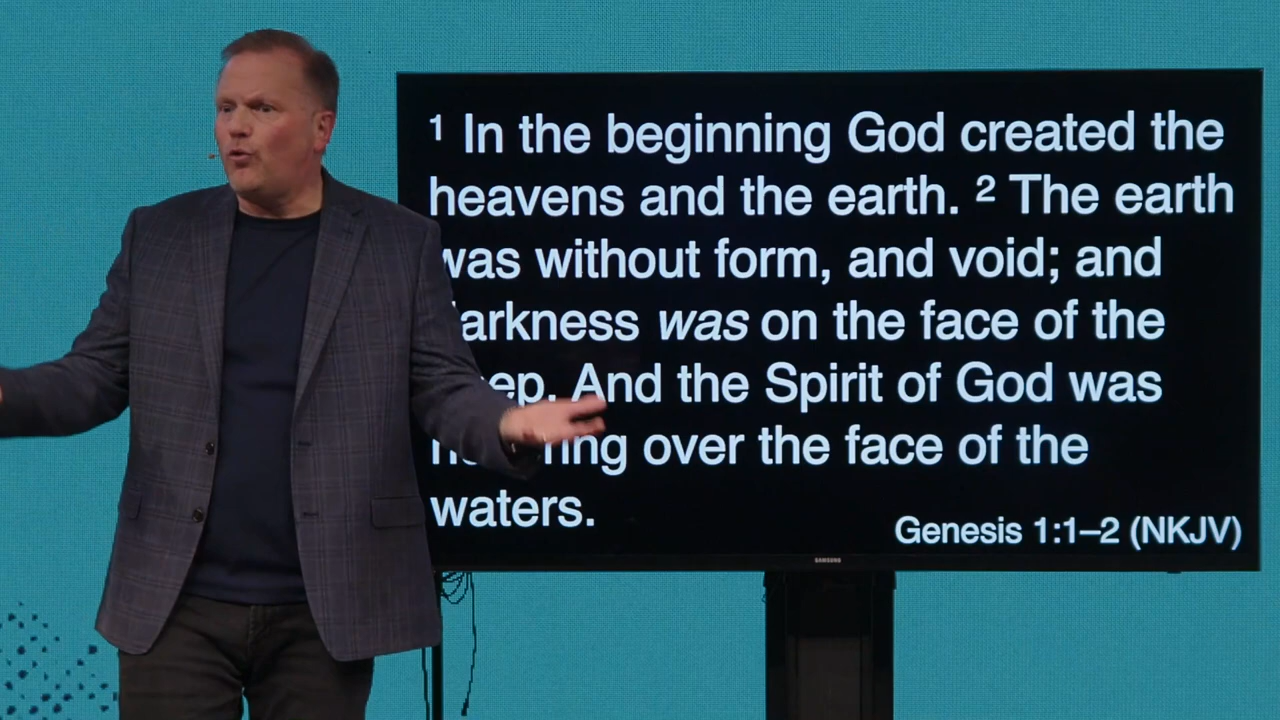 ¹ In the beginning God created the
heavens and the earth. ² The earth
was without form, and void; and
darkness was on the face of the
And the Spirit of God was
over the face of the
waters.
Genesis 1:1–2 (NKJV)
SAMSUNG